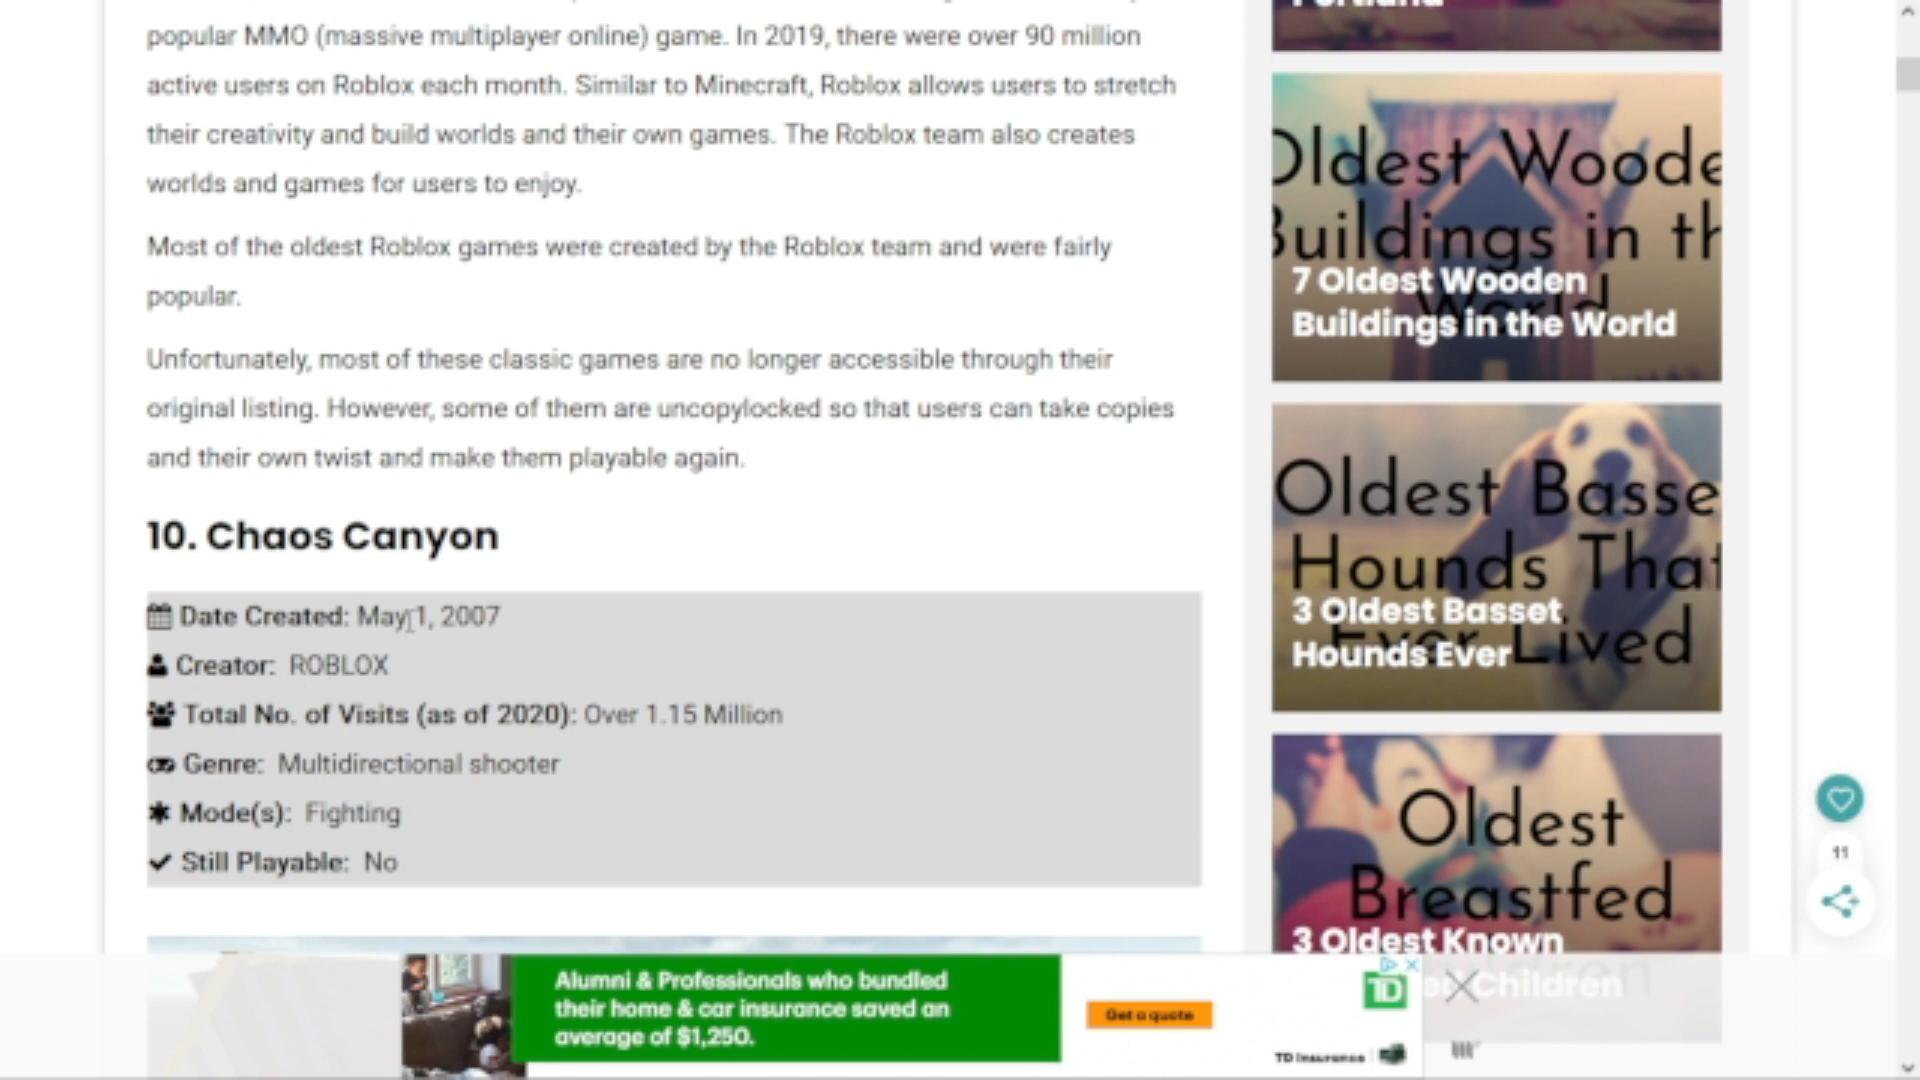 popular MMO (massive multiplayer online) game. In 2019, there were over 90 million
active users on Roblox each month. Similar to Minecraft, Roblox allows users to stretch
their creativity and build worlds and their own games. The Roblox team also creates
worlds and games for users to enjoy.
Most of the oldest Roblox games were created by the Roblox team and were fairly
popular.
Unfortunately, most of these classic games are no longer accessible through their
original listing. However, some of them are uncopylocked so that users can take copies
and their own twist and make them playable again.
10. Chaos Canyon
Date Created: May 1, 2007
Creator: ROBLOX
Total No. of Visits (as of 2020): Over 1.15 Million
Genre: Multidirectional shooter
Mode(s): Fighting
Still Playable: No
Portland
Oldest Woode
Buildings in th
World
7 Oldest Wooden
Buildings in the World
Oldest Basse
Hounds That
Ever Lived
3 Oldest Basset
Hounds Ever
Oldest
Breastfed
3 Oldest Known
Children
11
Alumni & Professionals who bundled
their home & car insurance saved an
average of $1,250.
Get a quote
TD
TD Insurance